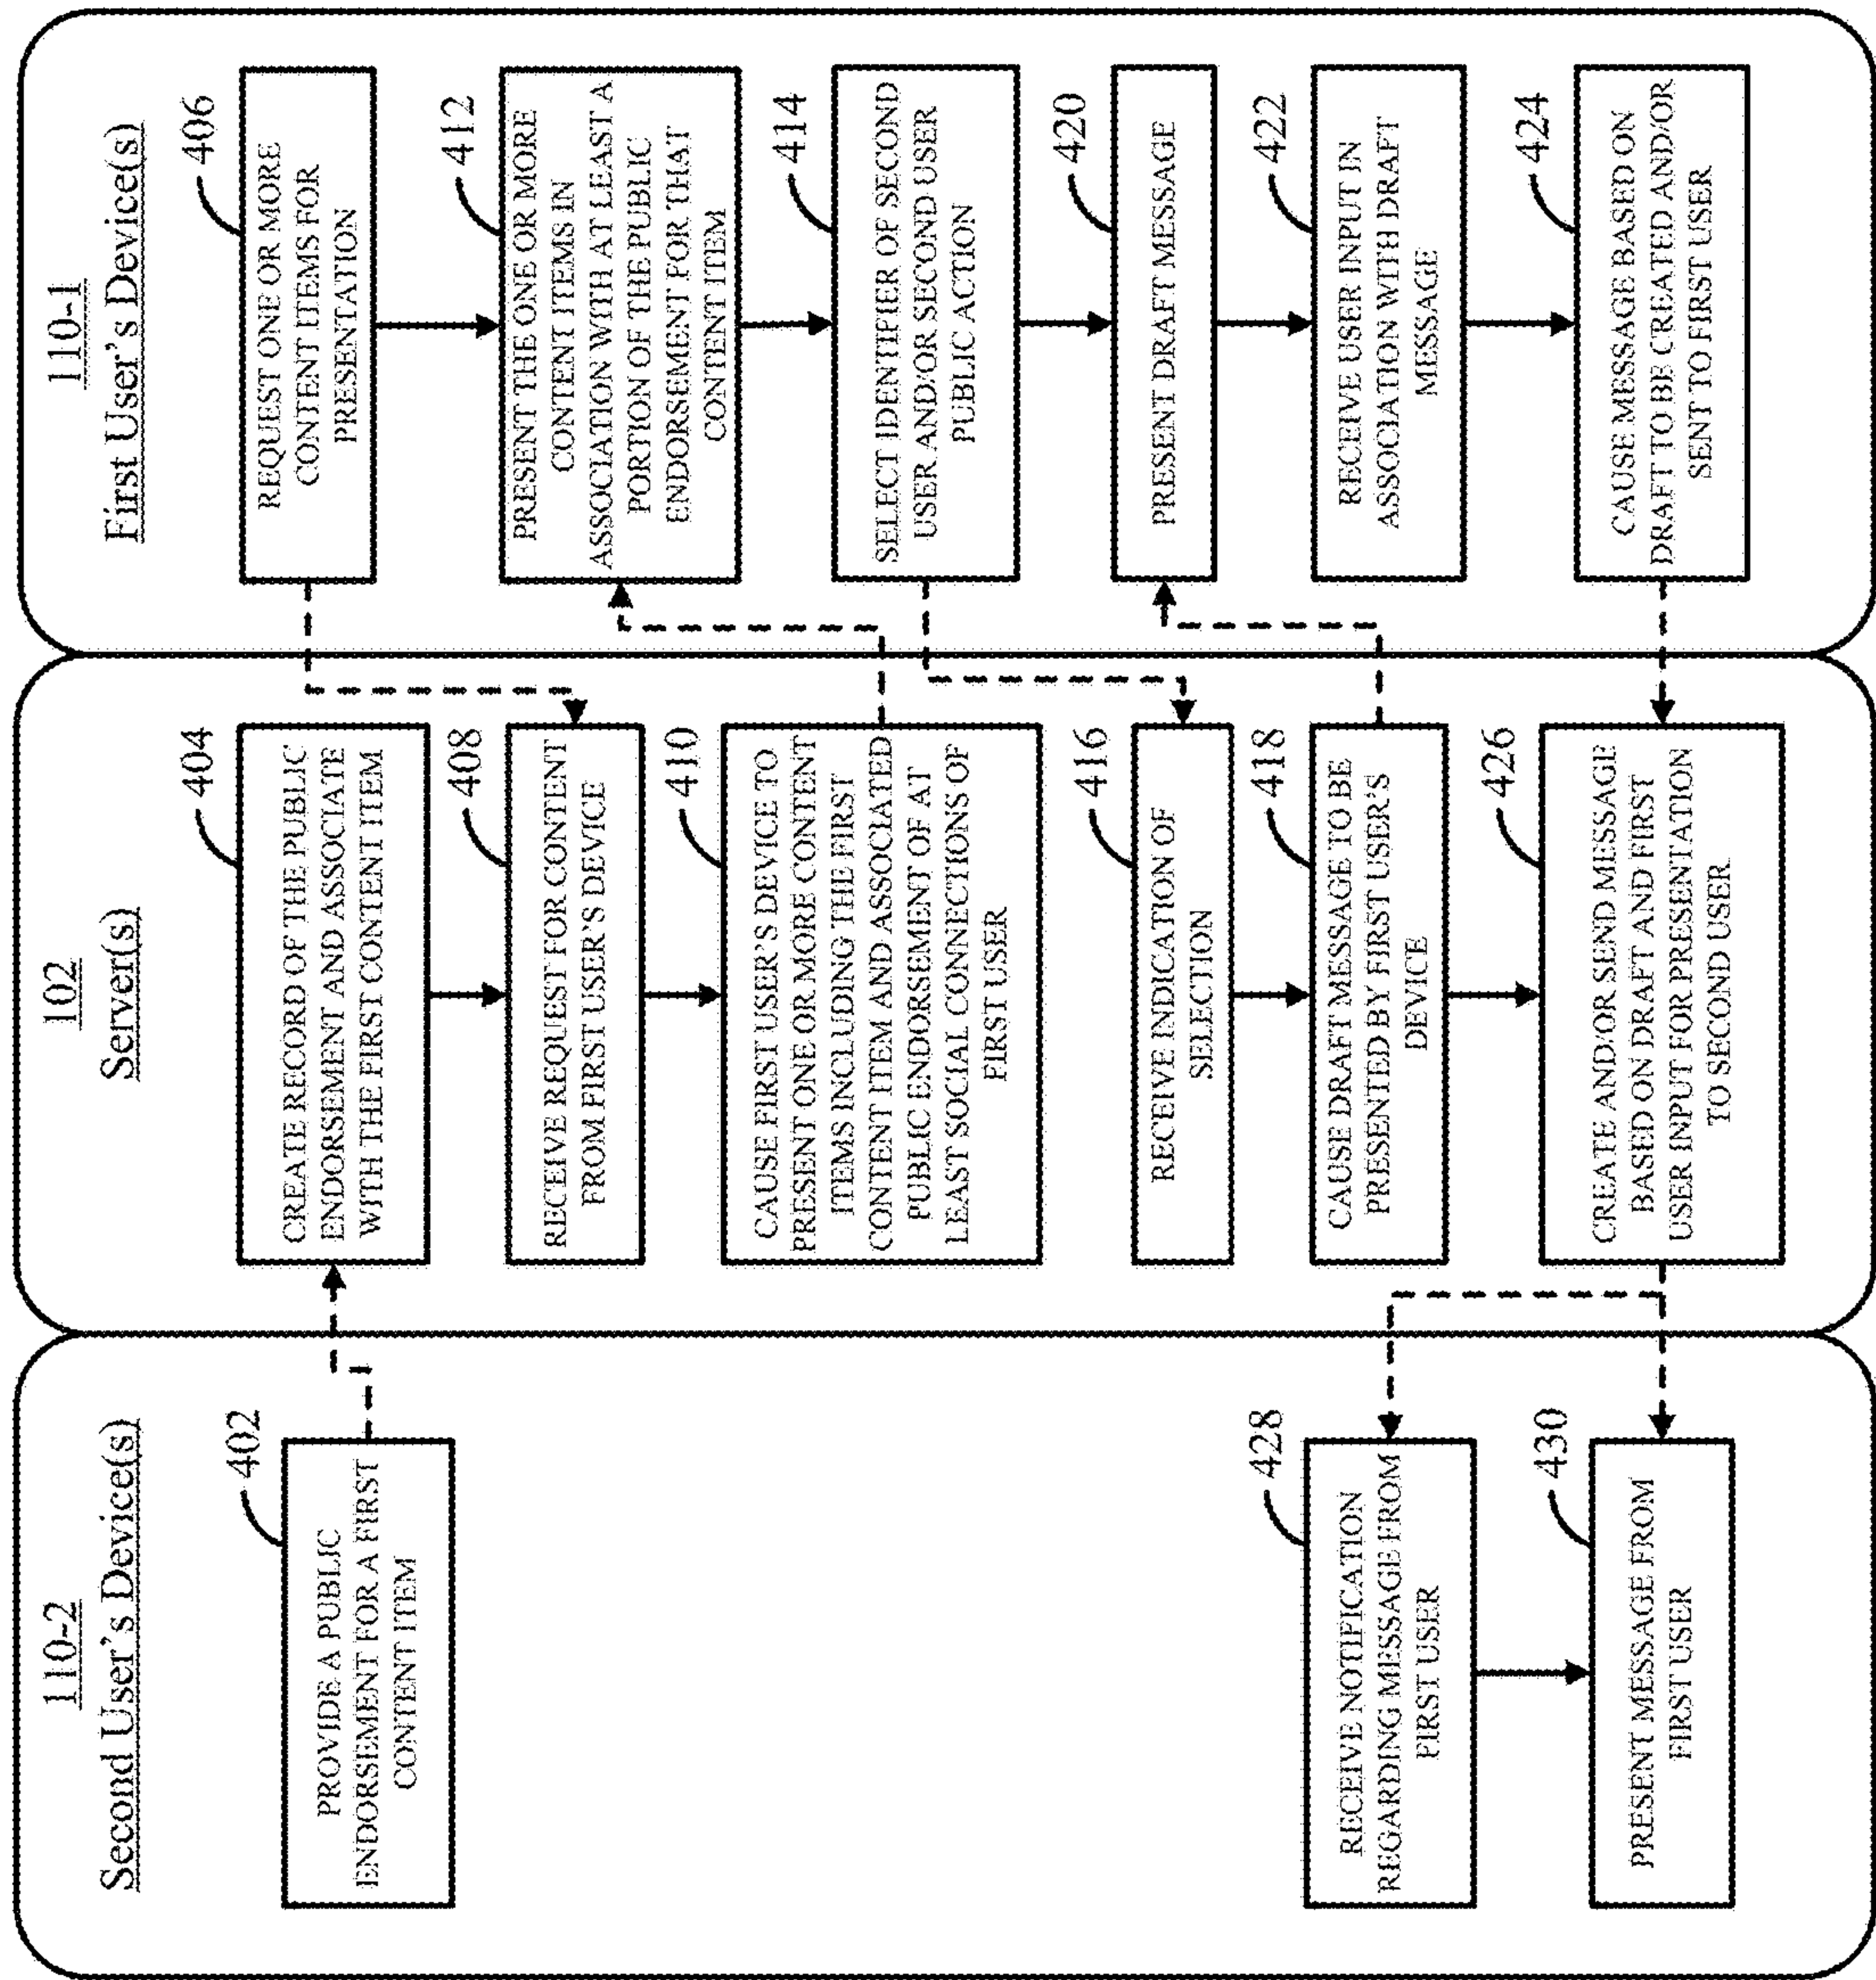 110-2
Second User's Device(s)
402
PROVIDE A PUBLIC
ENDORSEMENT FOR A FIRST
CONTENT ITEM
428
RECEIVE NOTIFICATION
REGARDING MESSAGE FROM
FIRST USER
430
PRESENT MESSAGE FROM
FIRST USER
102
Server(s)
404
CREATE RECORD OF THE PUBLIC
ENDORSEMENT AND ASSOCIATE
WITH THE FIRST CONTENT ITEM
408
RECEIVE REQUEST FOR CONTENT
FROM FIRST USER'S DEVICE
410
CAUSE FIRST USER'S DEVICE TO
PRESENT ONE OR MORE CONTENT
ITEMS INCLUDING THE FIRST
CONTENT ITEM AND ASSOCIATED
PUBLIC ENDORSEMENT OF AT
LEAST SOCIAL CONNECTIONS OF
FIRST USER
416
RECEIVE INDICATION OF
SELECTION
418
CAUSE DRAFT MESSAGE TO BE
PRESENTED BY FIRST USER'S
DEVICE
426
CREATE AND/OR SEND MESSAGE
BASED ON DRAFT AND FIRST
USER INPUT FOR PRESENTATION
TO SECOND USER
110-1
First User's Device(s)
406
REQUEST ONE OR MORE
CONTENT ITEMS FOR
PRESENTATION
412
PRESENT THE ONE OR MORE
CONTENT ITEMS IN
ASSOCIATION WITH AT LEAST A
PORTION OF THE PUBLIC
ENDORSEMENT FOR THAT
CONTENT ITEM
414
SELECT IDENTIFIER OF SECOND
USER AND/OR SECOND USER
PUBLIC ACTION
420
PRESENT DRAFT MESSAGE
422
RECEIVE USER INPUT IN
ASSOCIATION WITH DRAFT
MESSAGE
424
CAUSE MESSAGE BASED ON
DRAFT TO BE CREATED AND/OR
SENT TO FIRST USER